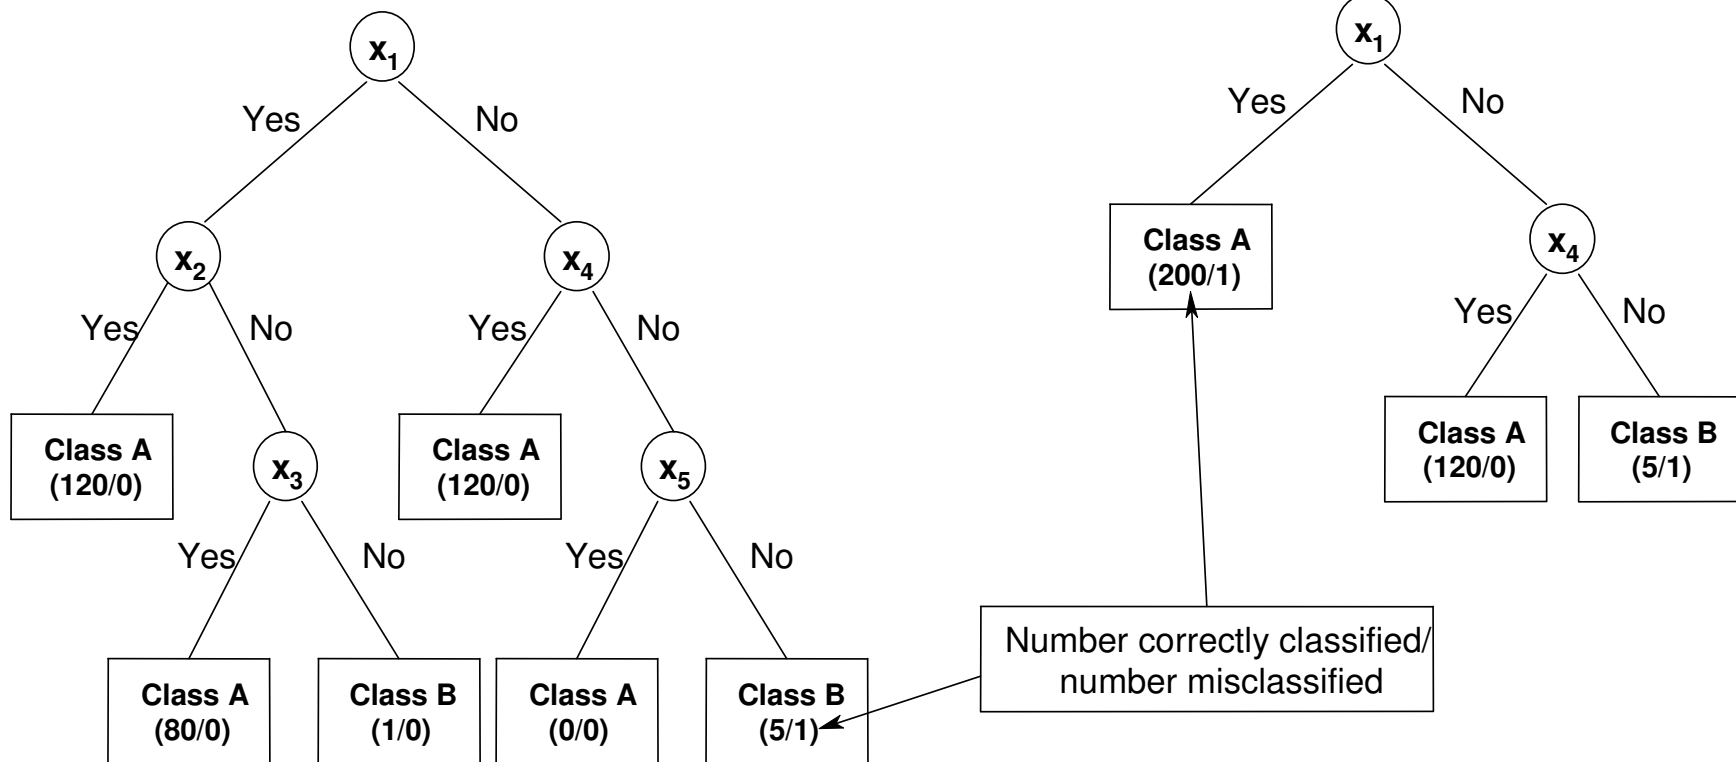 x1
Yes
No
x2
x4
Yes
No
Yes
No
Class A
(120/0)
x3
Class A
(120/0)
x5
Yes
No
Yes
No
Class A
(80/0)
Class B
(1/0)
Class A
(0/0)
Class B
(5/1)
x1
Yes
No
Class A
(200/1)
x4
Yes
No
Class A
(120/0)
Class B
(5/1)
Number correctly classified/
number misclassified